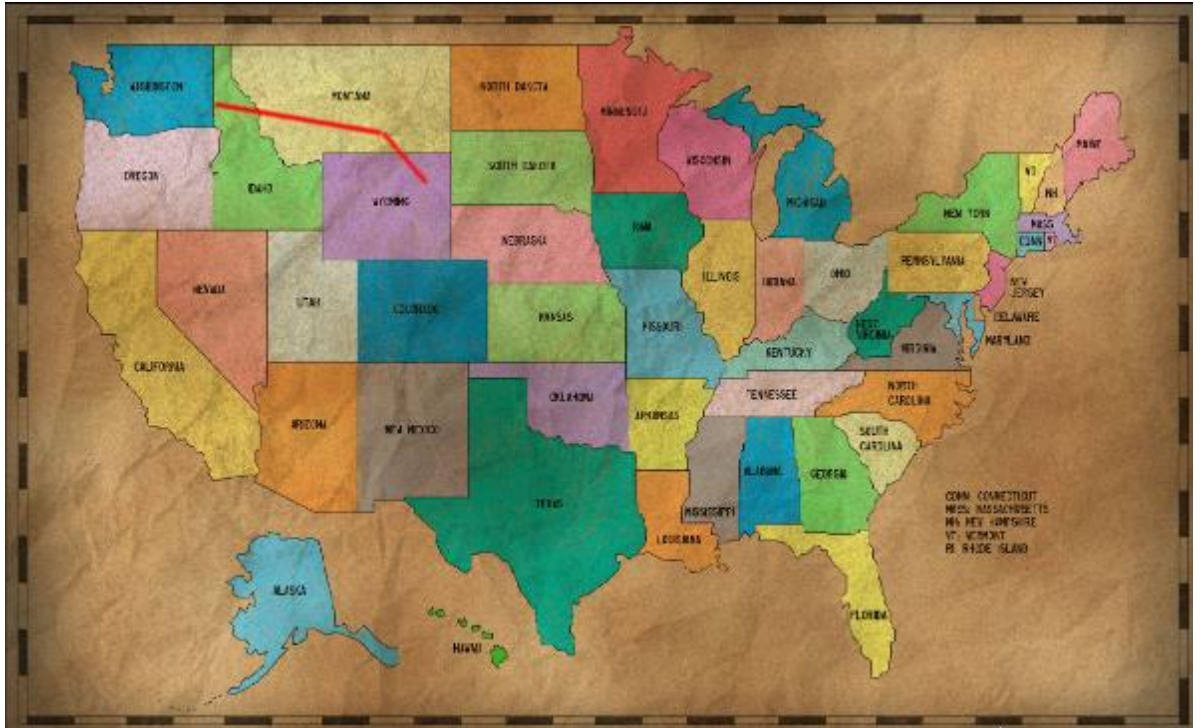 WASHINGTON
MONTANA
NORTH DAKOTA
MINNESOTA
OREGON
IDAHO
WYOMING
SOUTH DAKOTA
WISCONSIN
MICHIGAN
MAINE
VT
NH
NEW YORK
MASS
CONN
RI
NEBRASKA
IOWA
NEVADA
UTAH
COLORADO
KANSAS
MISSOURI
ILLINOIS
INDIANA
OHIO
PENNSYLVANIA
NEW
JERSEY
DELAWARE
MARYLAND
WEST
VIRGINIA
VIRGINIA
KENTUCKY
CALIFORNIA
ARIZONA
NEW MEXICO
OKLAHOMA
ARKANSAS
TENNESSEE
NORTH
CAROLINA
SOUTH
CAROLINA
TEXAS
LOUISIANA
MISSISSIPPI
ALABAMA
GEORGIA
FLORIDA
ALASKA
HAWAII
CONN: CONNECTICUT
MASS: MASSACHUSETTS
NH: NEW HAMPSHIRE
VT: VERMONT
RI: RHODE ISLAND